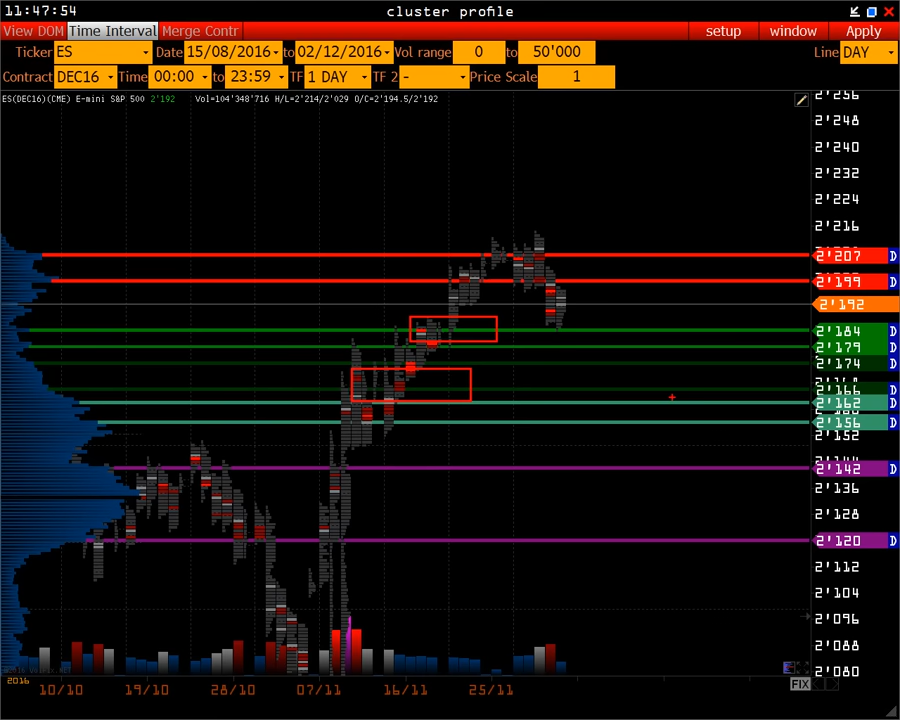 11:47:54 cluster profile
View DOM Time Interval Merge Contr setup window Apply
Ticker ES Date 15/08/2016 to 02/12/2016 Vol range 0 to 50'000 Line DAY
Contract DEC16 Time 00:00 to 23:59 TF 1 DAY TF 2 - Price Scale 1
ES(DEC16)(CME) E-mini S&P 500 2'192 Vol=104'348'716 H/L=2'214/2'029 O/C=2'194.5/2'192
2'256
2'248
2'240
2'232
2'224
2'216
2'207 D
2'199 D
2'192
2'184 D
2'179 D
2'174 D
2'166 D
2'162 D
2'156 D
2'152
2'142 D
2'136
2'128
2'120 D
2'112
2'104
2'096
2'088
2'080
2016 FIX
10/10 19/10 28/10 07/11 16/11 25/11